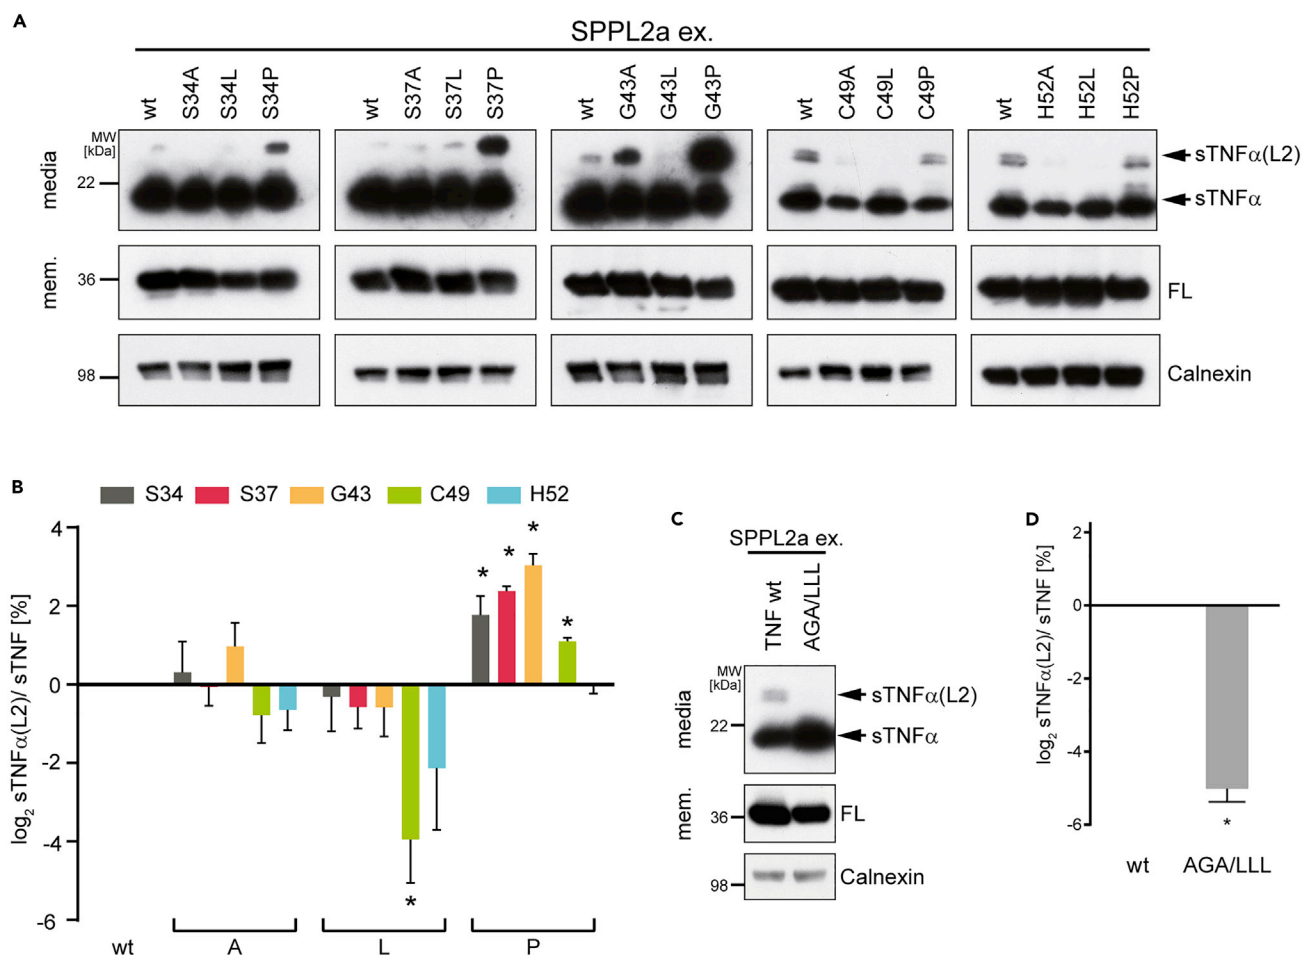 A
SPPL2a ex.
wt S34A S34L S34P wt S37A S37L S37P wt G43A G43L G43P wt C49A C49L C49P wt H52A H52L H52P
MW
[kDa]
media
22
sTNFα(L2)
sTNFα
mem.
36
FL
98
Calnexin
B
S34 S37 G43 C49 H52
log2 sTNFα(L2)/ sTNF [%]
4
2
0
-2
-4
-6
* * * *
*
wt A L P
C
SPPL2a ex.
TNF wt AGA/LLL
MW
[kDa]
media
22
sTNFα(L2)
sTNFα
mem.
36
FL
98
Calnexin
D
log2 sTNFα(L2)/ sTNF [%]
2
0
-2
-4
-6
*
wt AGA/LLL